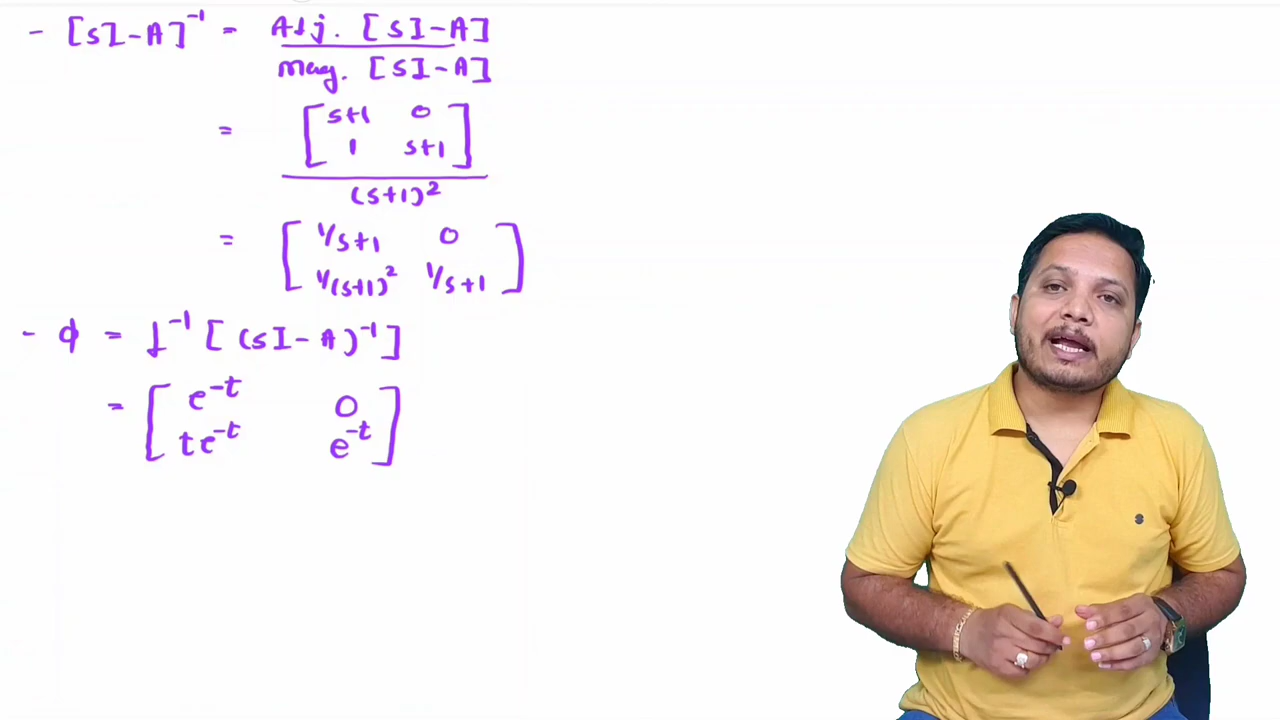 - [SI-A]⁻¹ = Adj. [SI-A]
Mag. [SI-A]
= [ s+1 0
1 s+1 ]
(s+1)²
= [ 1/s+1 0
1/(s+1)² 1/s+1 ]
- ϕ = L⁻¹ [ (SI-A)⁻¹ ]
= [ e⁻ᵗ 0
te⁻ᵗ e⁻ᵗ ]